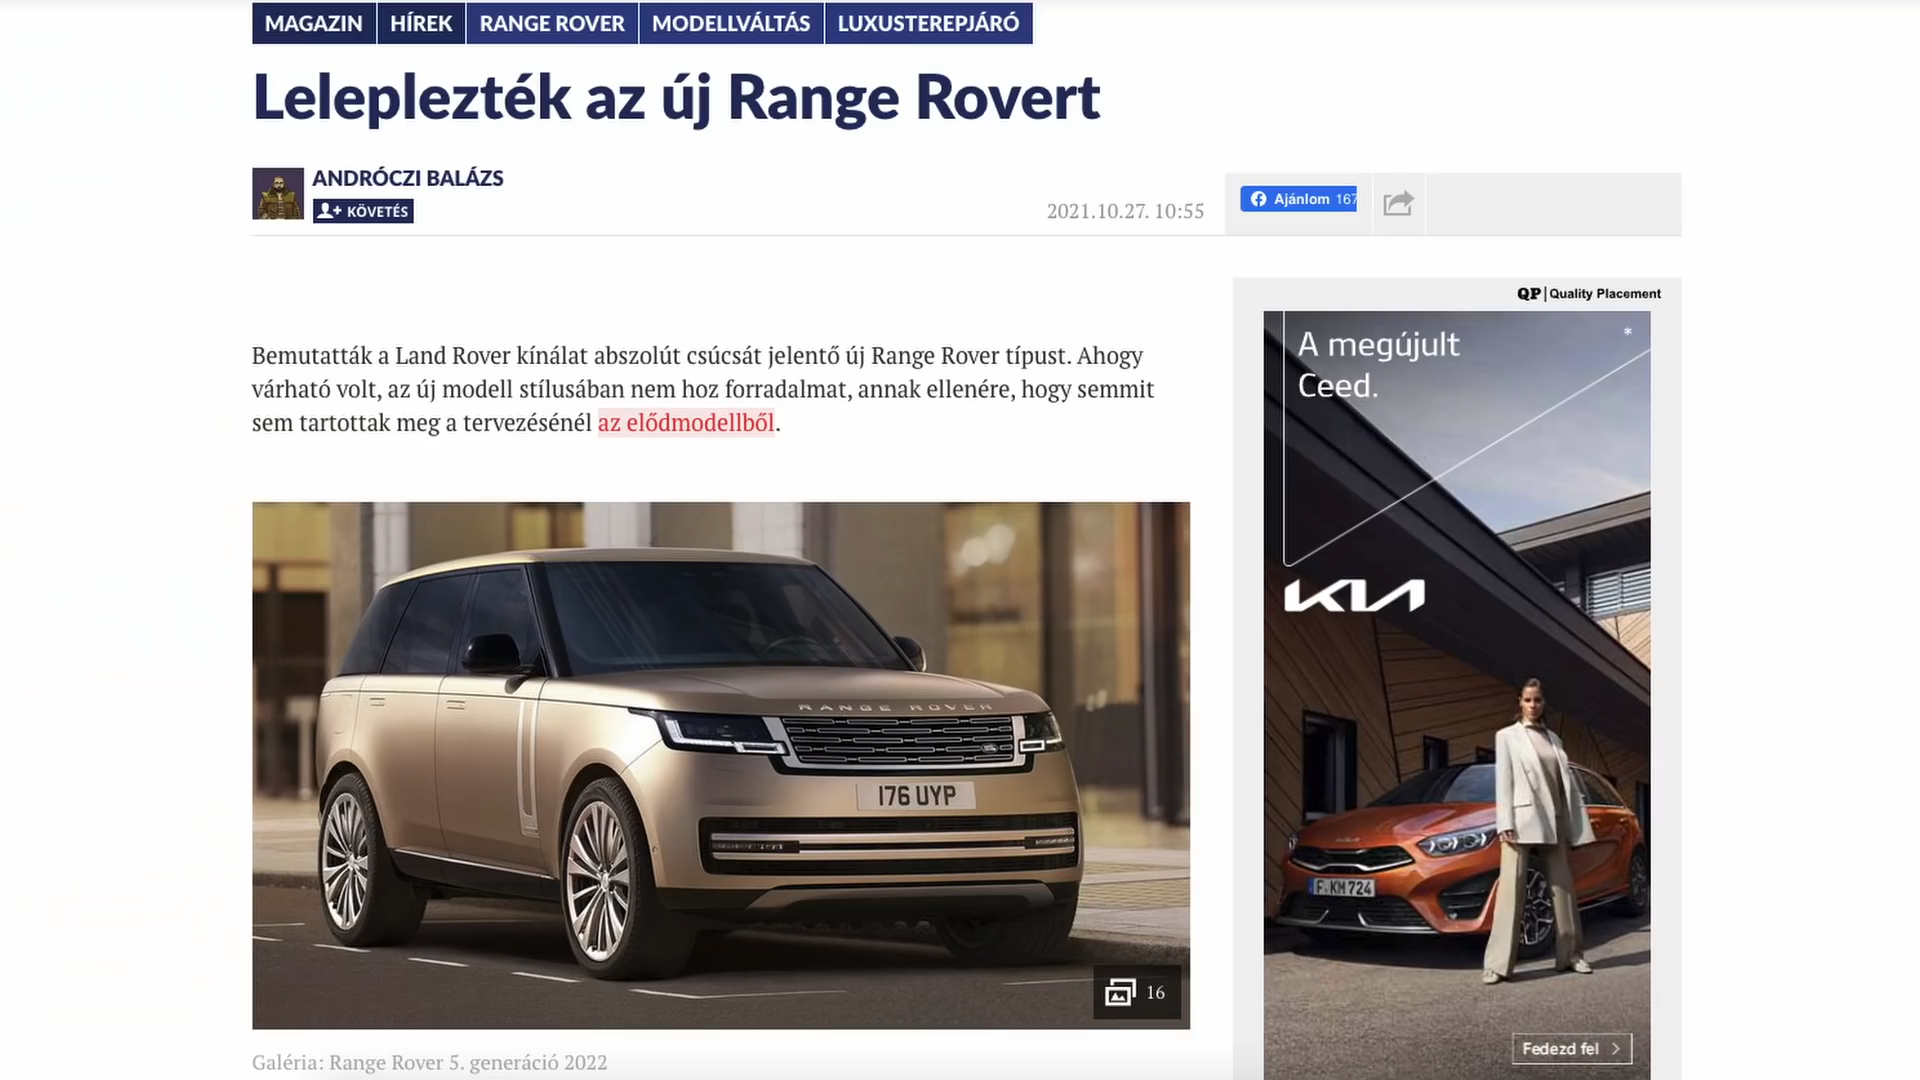 MAGAZIN HÍREK RANGE ROVER MODELLVÁLTÁS LUXUSTEREPJÁRÓ
Leleplezték az új Range Rovert
ANDRÓCZI BALÁZS
KÖVETÉS
2021.10.27. 10:55
Ajánlom 167
Bemutatták a Land Rover kínálat abszolút csúcsát jelentő új Range Rover típust. Ahogy
várható volt, az új modell stílusában nem hoz forradalmat, annak ellenére, hogy semmit
sem tartottak meg a tervezésénél az elődmodellből.
RANGE ROVER
176 UYP
16
Galéria: Range Rover 5. generáció 2022
QP | Quality Placement
A megújult *
Ceed.
KIA
F KM 724
Fedezd fel >